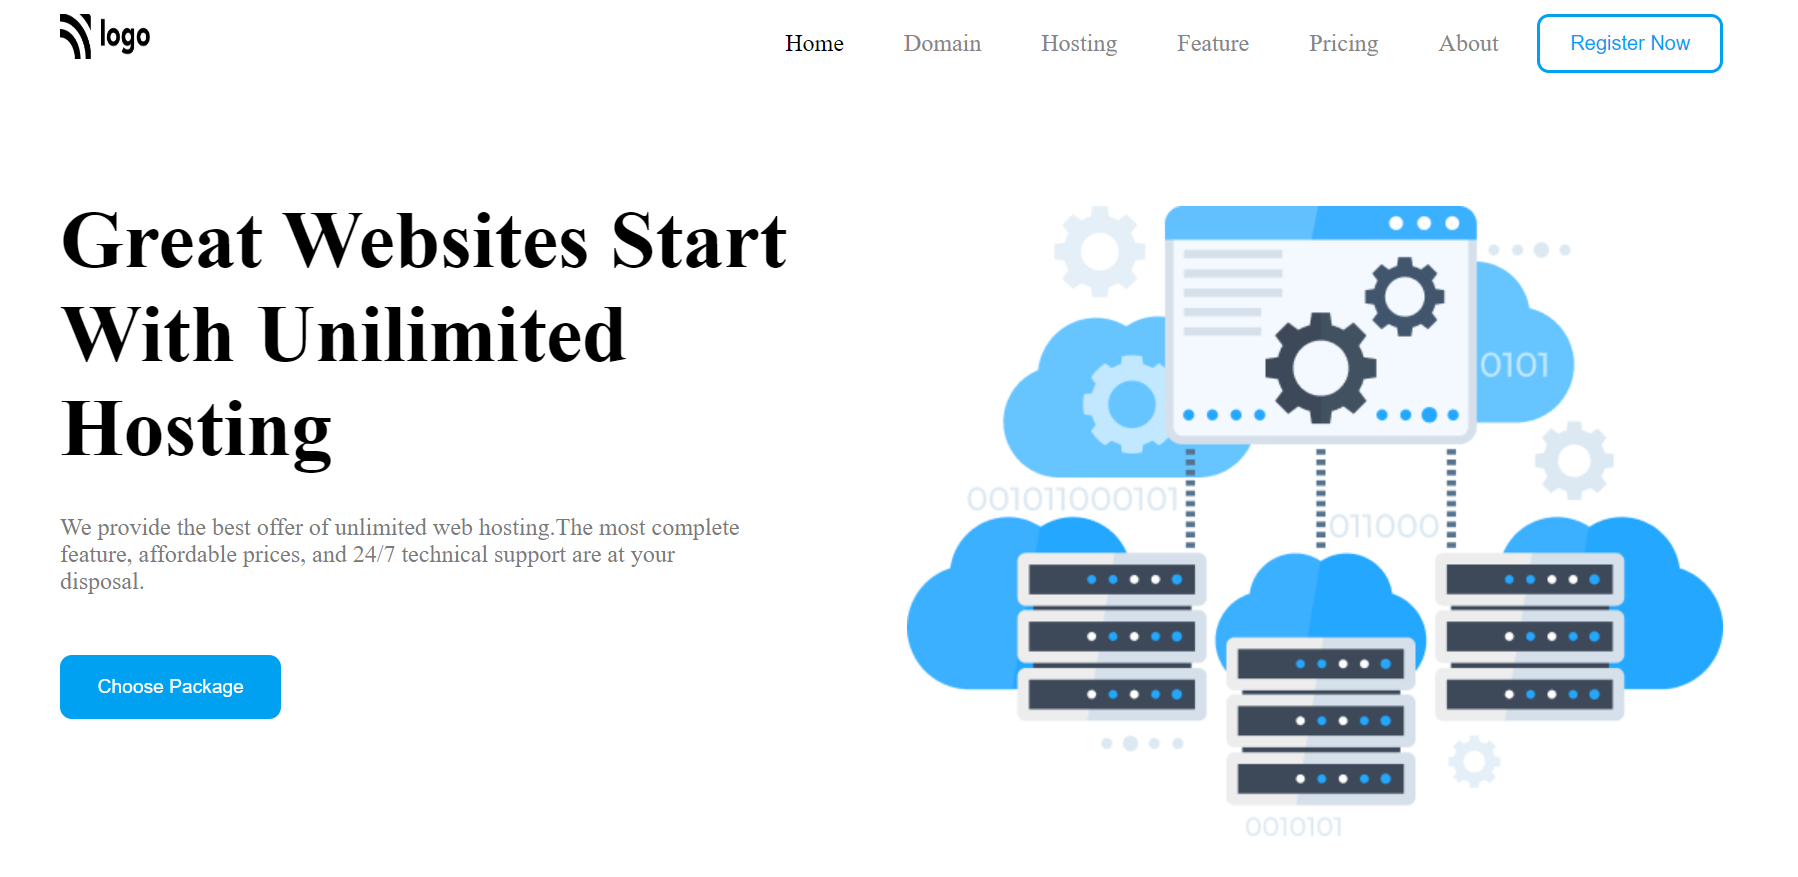 logo
Home Domain Hosting Feature Pricing About Register Now
Great Websites Start
With Unilimited
Hosting
We provide the best offer of unlimited web hosting.The most complete
feature, affordable prices, and 24/7 technical support are at your
disposal.
Choose Package
0101
001011000101
011000
0010101